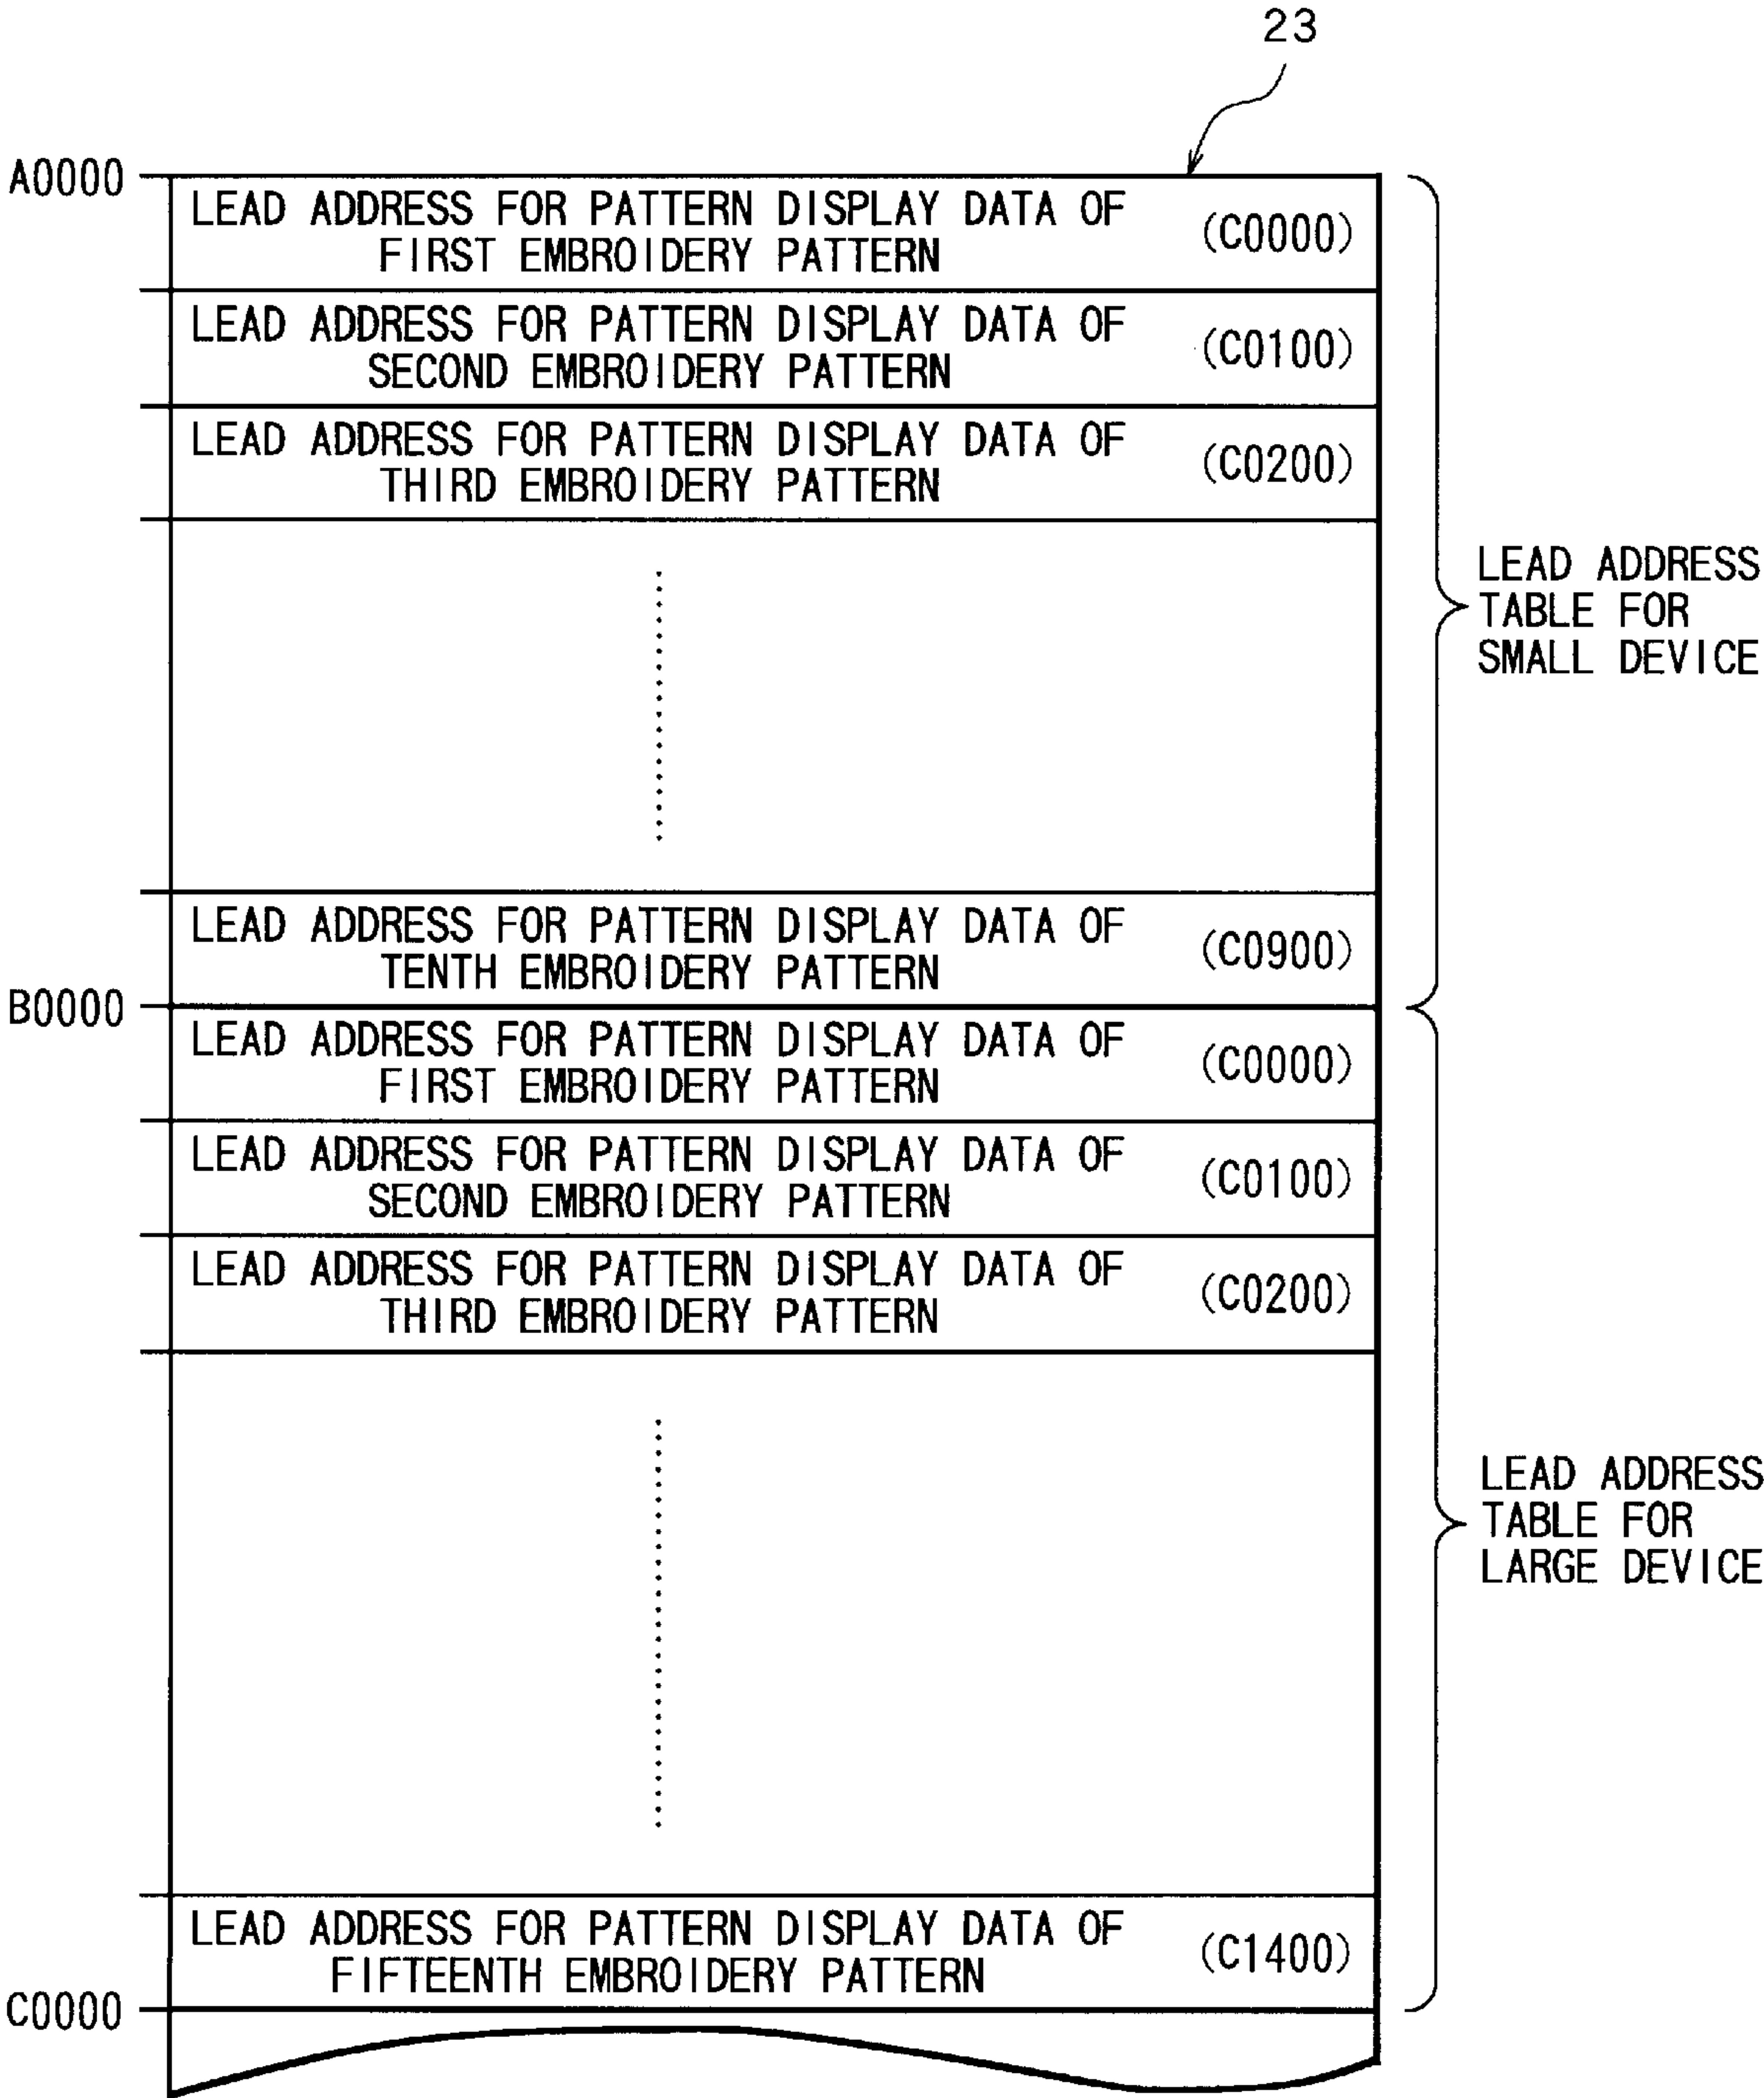 23
A0000
LEAD ADDRESS FOR PATTERN DISPLAY DATA OF
FIRST EMBROIDERY PATTERN
(C0000)
LEAD ADDRESS FOR PATTERN DISPLAY DATA OF
SECOND EMBROIDERY PATTERN
(C0100)
LEAD ADDRESS FOR PATTERN DISPLAY DATA OF
THIRD EMBROIDERY PATTERN
(C0200)
LEAD ADDRESS
TABLE FOR
SMALL DEVICE
LEAD ADDRESS FOR PATTERN DISPLAY DATA OF
TENTH EMBROIDERY PATTERN
(C0900)
B0000
LEAD ADDRESS FOR PATTERN DISPLAY DATA OF
FIRST EMBROIDERY PATTERN
(C0000)
LEAD ADDRESS FOR PATTERN DISPLAY DATA OF
SECOND EMBROIDERY PATTERN
(C0100)
LEAD ADDRESS FOR PATTERN DISPLAY DATA OF
THIRD EMBROIDERY PATTERN
(C0200)
LEAD ADDRESS
TABLE FOR
LARGE DEVICE
LEAD ADDRESS FOR PATTERN DISPLAY DATA OF
FIFTEENTH EMBROIDERY PATTERN
(C1400)
C0000